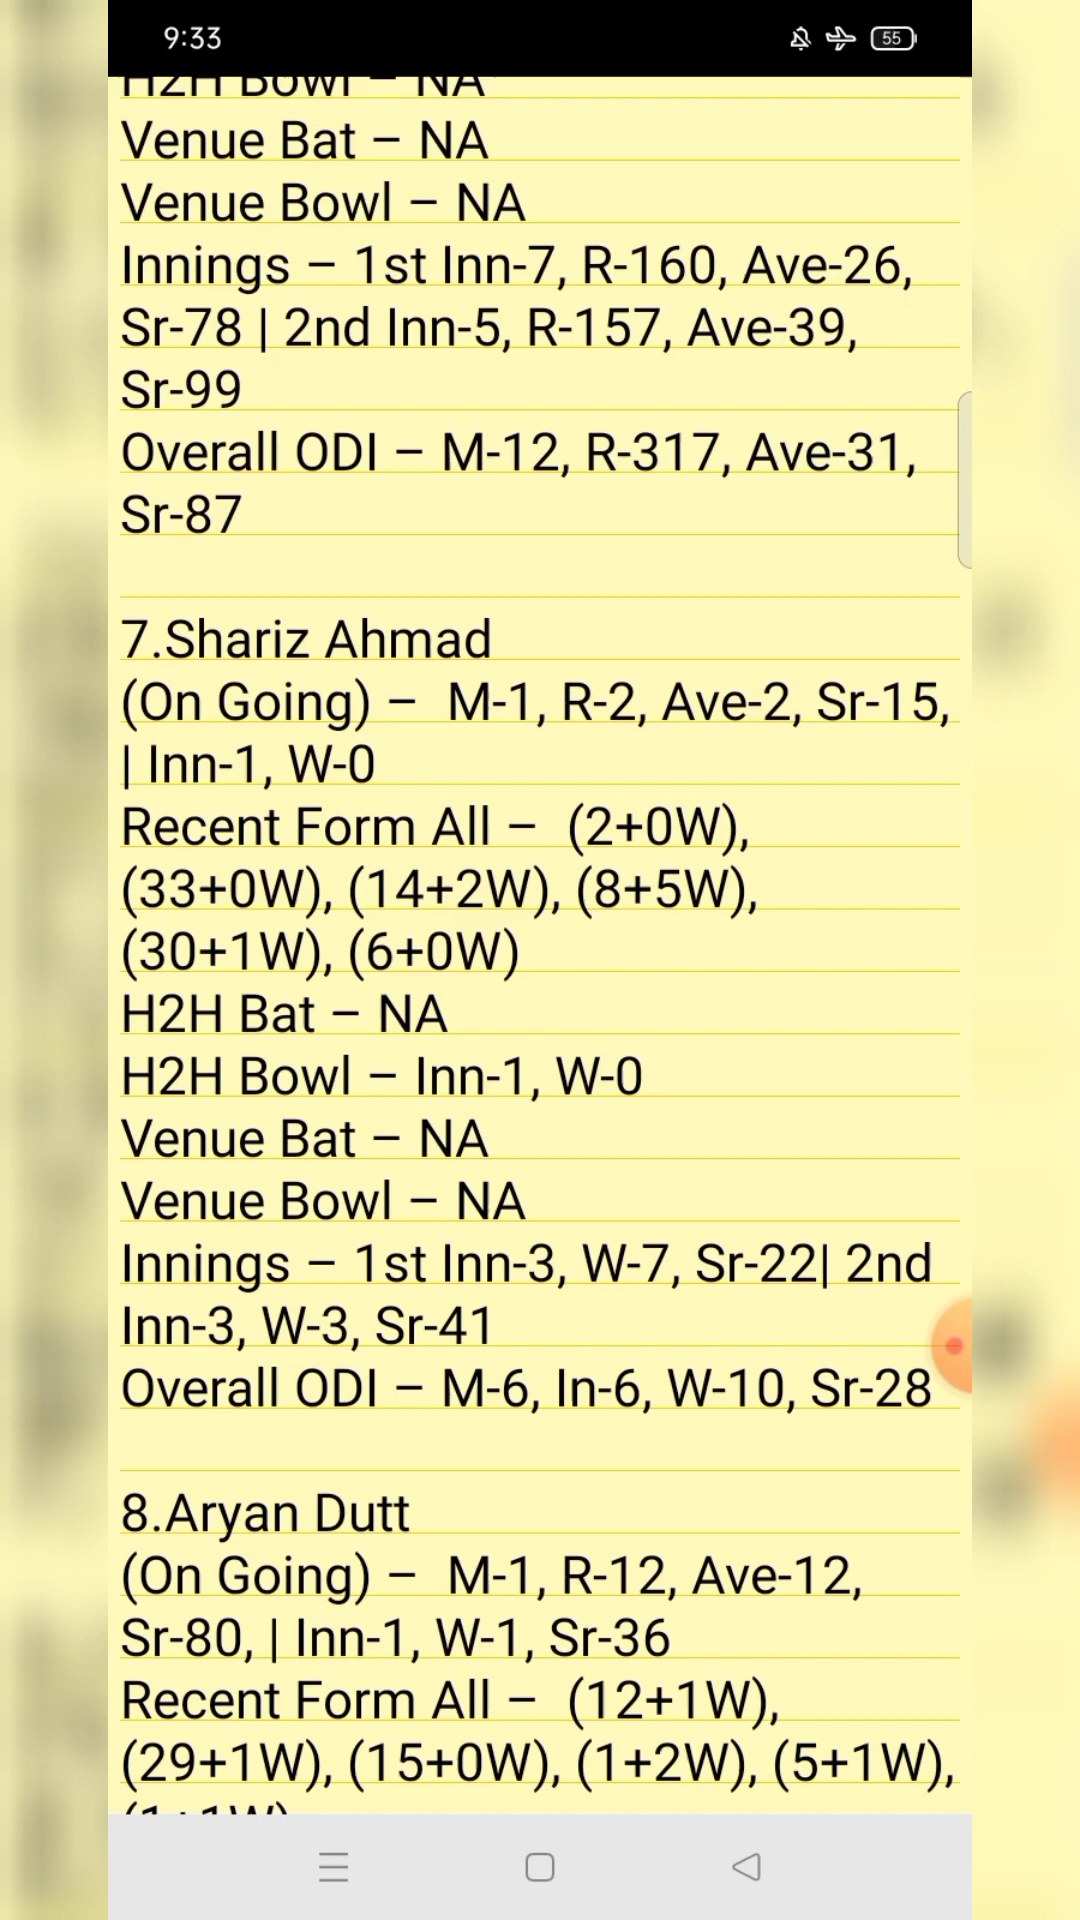 9:33
55
H2H Bowl – NA
Venue Bat – NA
Venue Bowl – NA
Innings – 1st Inn-7, R-160, Ave-26,
Sr-78 | 2nd Inn-5, R-157, Ave-39,
Sr-99
Overall ODI – M-12, R-317, Ave-31,
Sr-87
7.Shariz Ahmad
(On Going) –  M-1, R-2, Ave-2, Sr-15,
| Inn-1, W-0
Recent Form All –  (2+0W),
(33+0W), (14+2W), (8+5W),
(30+1W), (6+0W)
H2H Bat – NA
H2H Bowl – Inn-1, W-0
Venue Bat – NA
Venue Bowl – NA
Innings – 1st Inn-3, W-7, Sr-22| 2nd
Inn-3, W-3, Sr-41
Overall ODI – M-6, In-6, W-10, Sr-28
8.Aryan Dutt
(On Going) –  M-1, R-12, Ave-12,
Sr-80, | Inn-1, W-1, Sr-36
Recent Form All –  (12+1W),
(29+1W), (15+0W), (1+2W), (5+1W),
(1+1W)